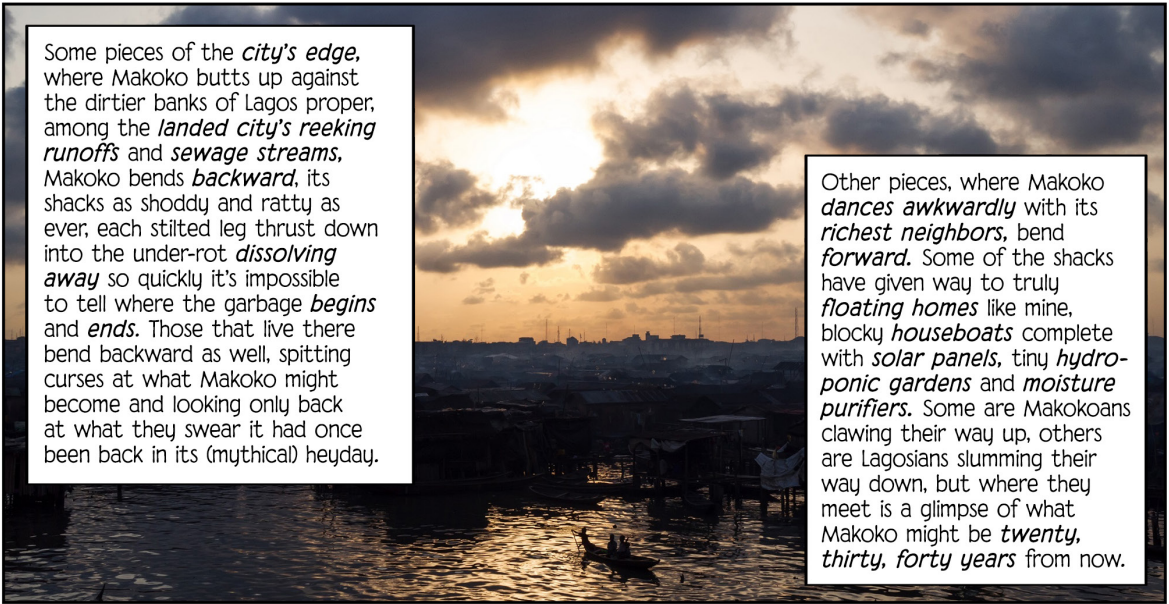 Some pieces of the city's edge,
where Makoko butts up against
the dirtier banks of Lagos proper,
among the landed city's reeking
runoffs and sewage streams,
Makoko bends backward, its
shacks as shoddy and ratty as
ever, each stilted leg thrust down
into the under-rot dissolving
away so quickly it's impossible
to tell where the garbage begins
and ends. Those that live there
bend backward as well, spitting
curses at what Makoko might
become and looking only back
at what they swear it had once
been back in its (mythical) heyday.
Other pieces, where Makoko
dances awkwardly with its
richest neighbors, bend
forward. Some of the shacks
have given way to truly
floating homes like mine,
blocky houseboats complete
with solar panels, tiny hydro-
ponic gardens and moisture
purifiers. Some are Makokoans
clawing their way up, others
are Lagosians slumming their
way down, but where they
meet is a glimpse of what
Makoko might be twenty,
thirty, forty years from now.